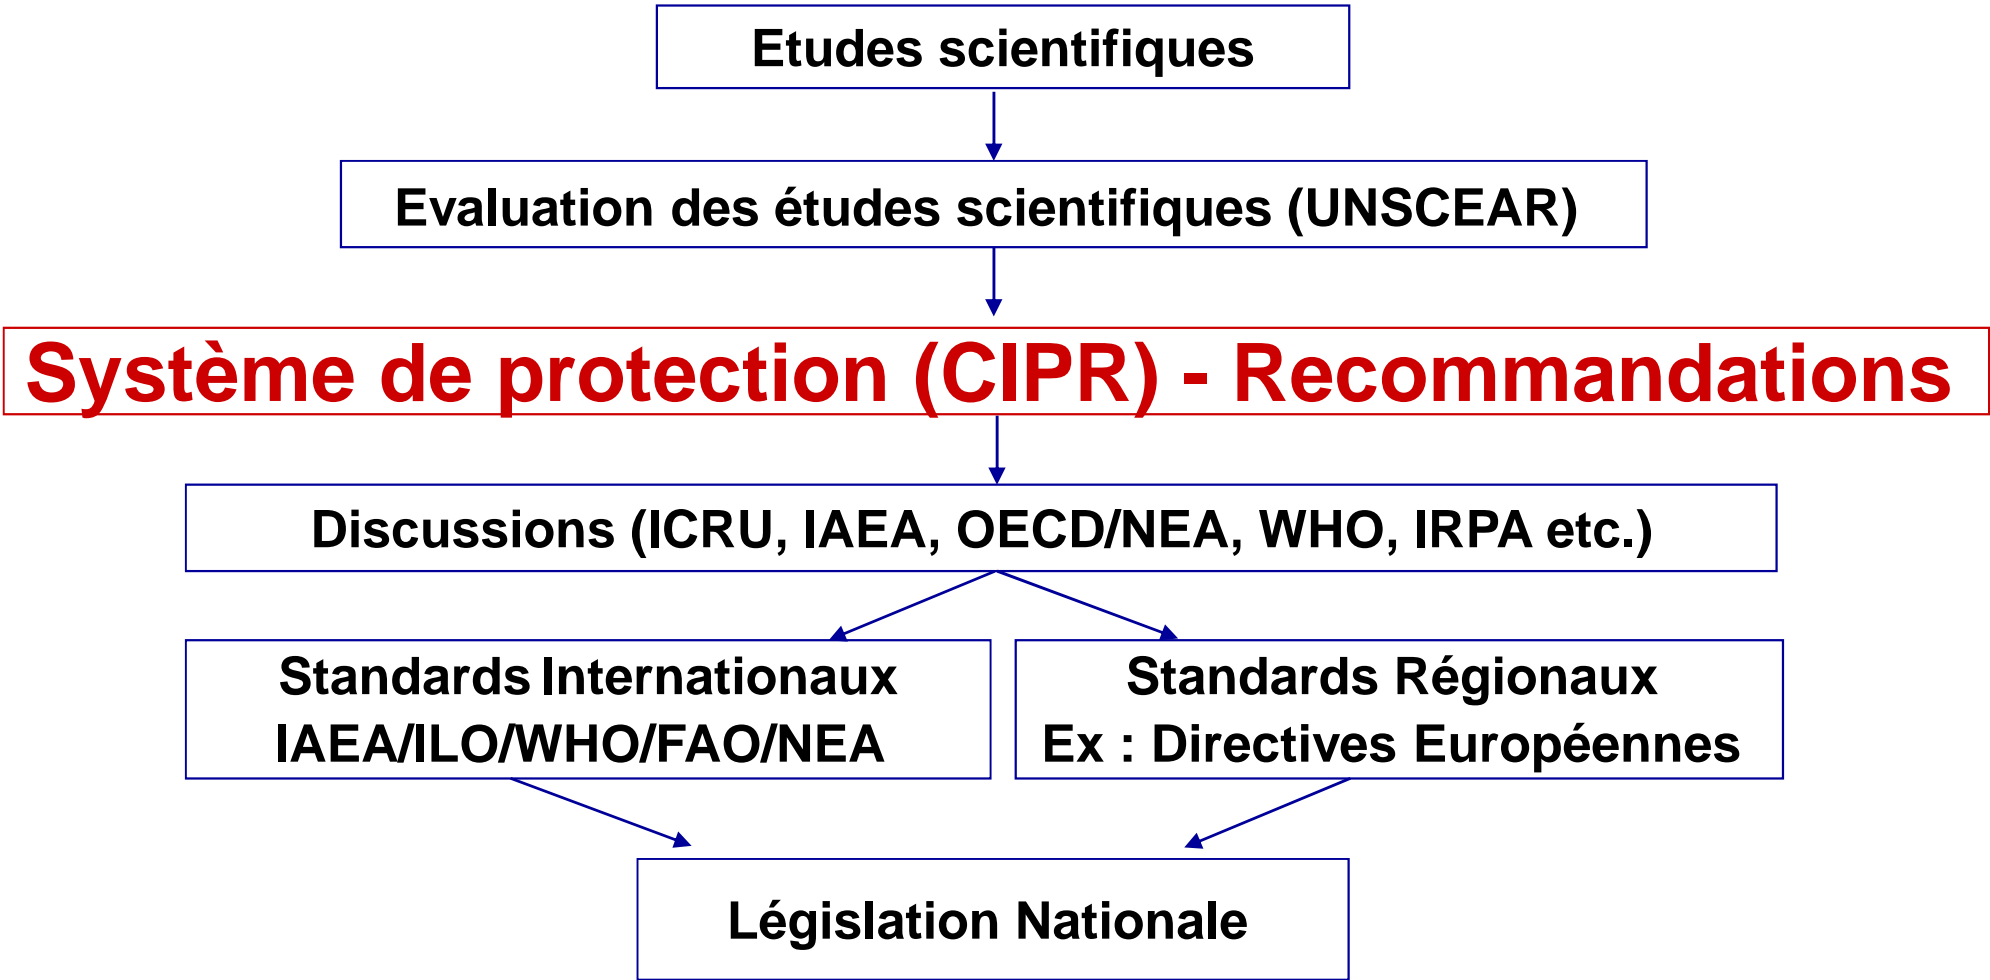 Etudes scientifiques
Evaluation des études scientifiques (UNSCEAR)
Système de protection (CIPR) - Recommandations
Discussions (ICRU, IAEA, OECD/NEA, WHO, IRPA etc.)
Standards Internationaux
IAEA/ILO/WHO/FAO/NEA
Standards Régionaux
Ex : Directives Européennes
Législation Nationale